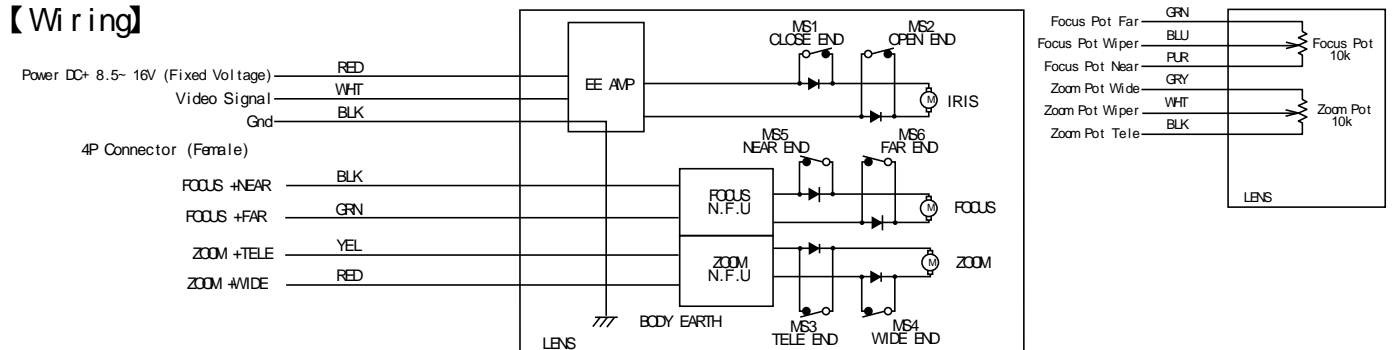 【Wiring】
Power DC+ 8.5~ 16V (Fixed Voltage) RED
Video Signal WHT
Gnd BLK
4P Connector (Female)
FOCUS +NEAR BLK
FOCUS +FAR GRN
ZOOM +TELE YEL
ZOOM +WIDE RED
EE AMP
MS1
CLOSE END
MS2
OPEN END
M IRIS
MS5
NEAR END
MS6
FAR END
FOCUS
N.F.U
M FOCUS
ZOOM
N.F.U
M ZOOM
MS3
TELE END
MS4
WIDE END
BODY EARTH
LENS
Focus Pot Far GRN
Focus Pot Wiper BLU
Focus Pot Near PUR
Zoom Pot Wide GRY
Zoom Pot Wiper WHT
Zoom Pot Tele BLK
Focus Pot
10k
Zoom Pot
10k
LENS